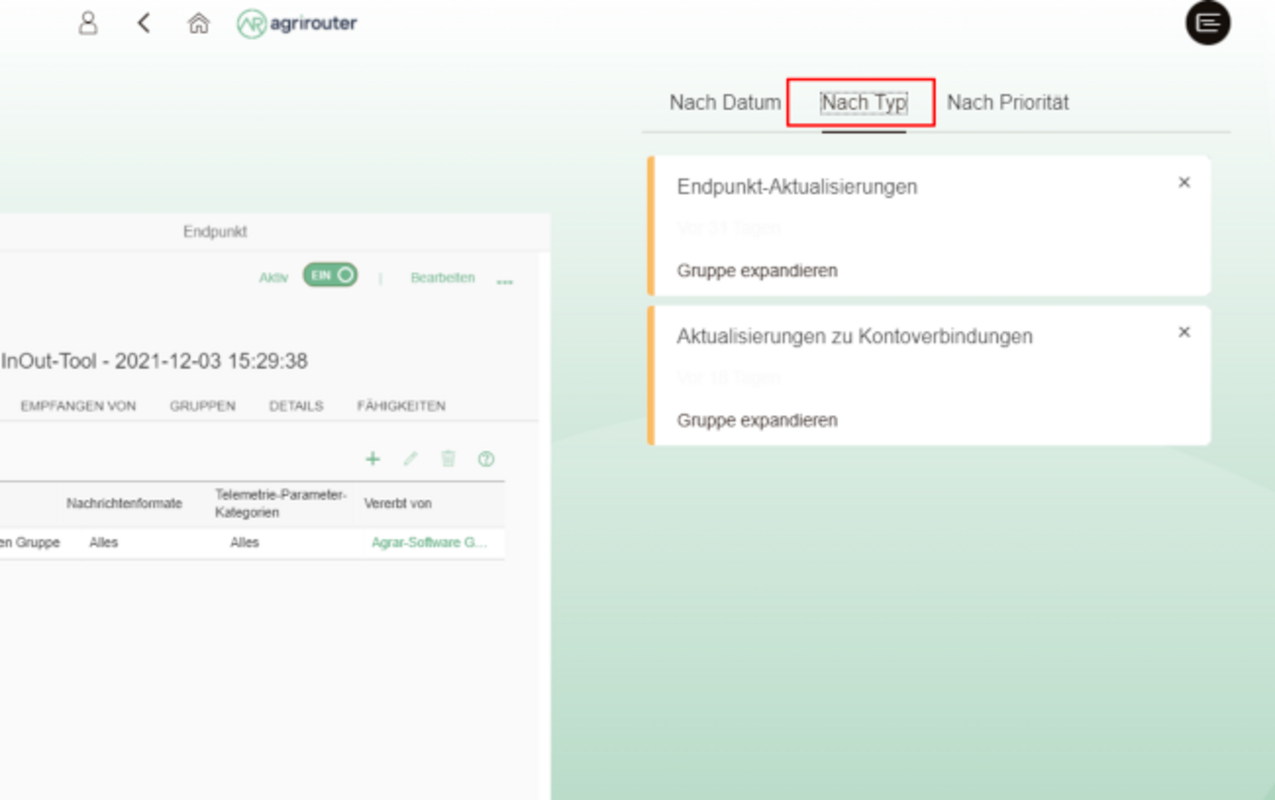 agrirouter
Nach Datum
Nach Typ
Nach Priorität
Endpunkt-Aktualisierungen
Vor 51 Tagen
Gruppe expandieren
Aktualisierungen zu Kontoverbindungen
Vor 18 Tagen
Gruppe expandieren
Endpunkt
Aktiv
EIN
Bearbeiten
...
InOut-Tool - 2021-12-03 15:29:38
EMPFANGEN VON
GRUPPEN
DETAILS
FÄHIGKEITEN
Nachrichtenformate
Telemetrie-Parameter-
Kategorien
Vererbt von
en Gruppe
Alles
Alles
Agrar-Software G...